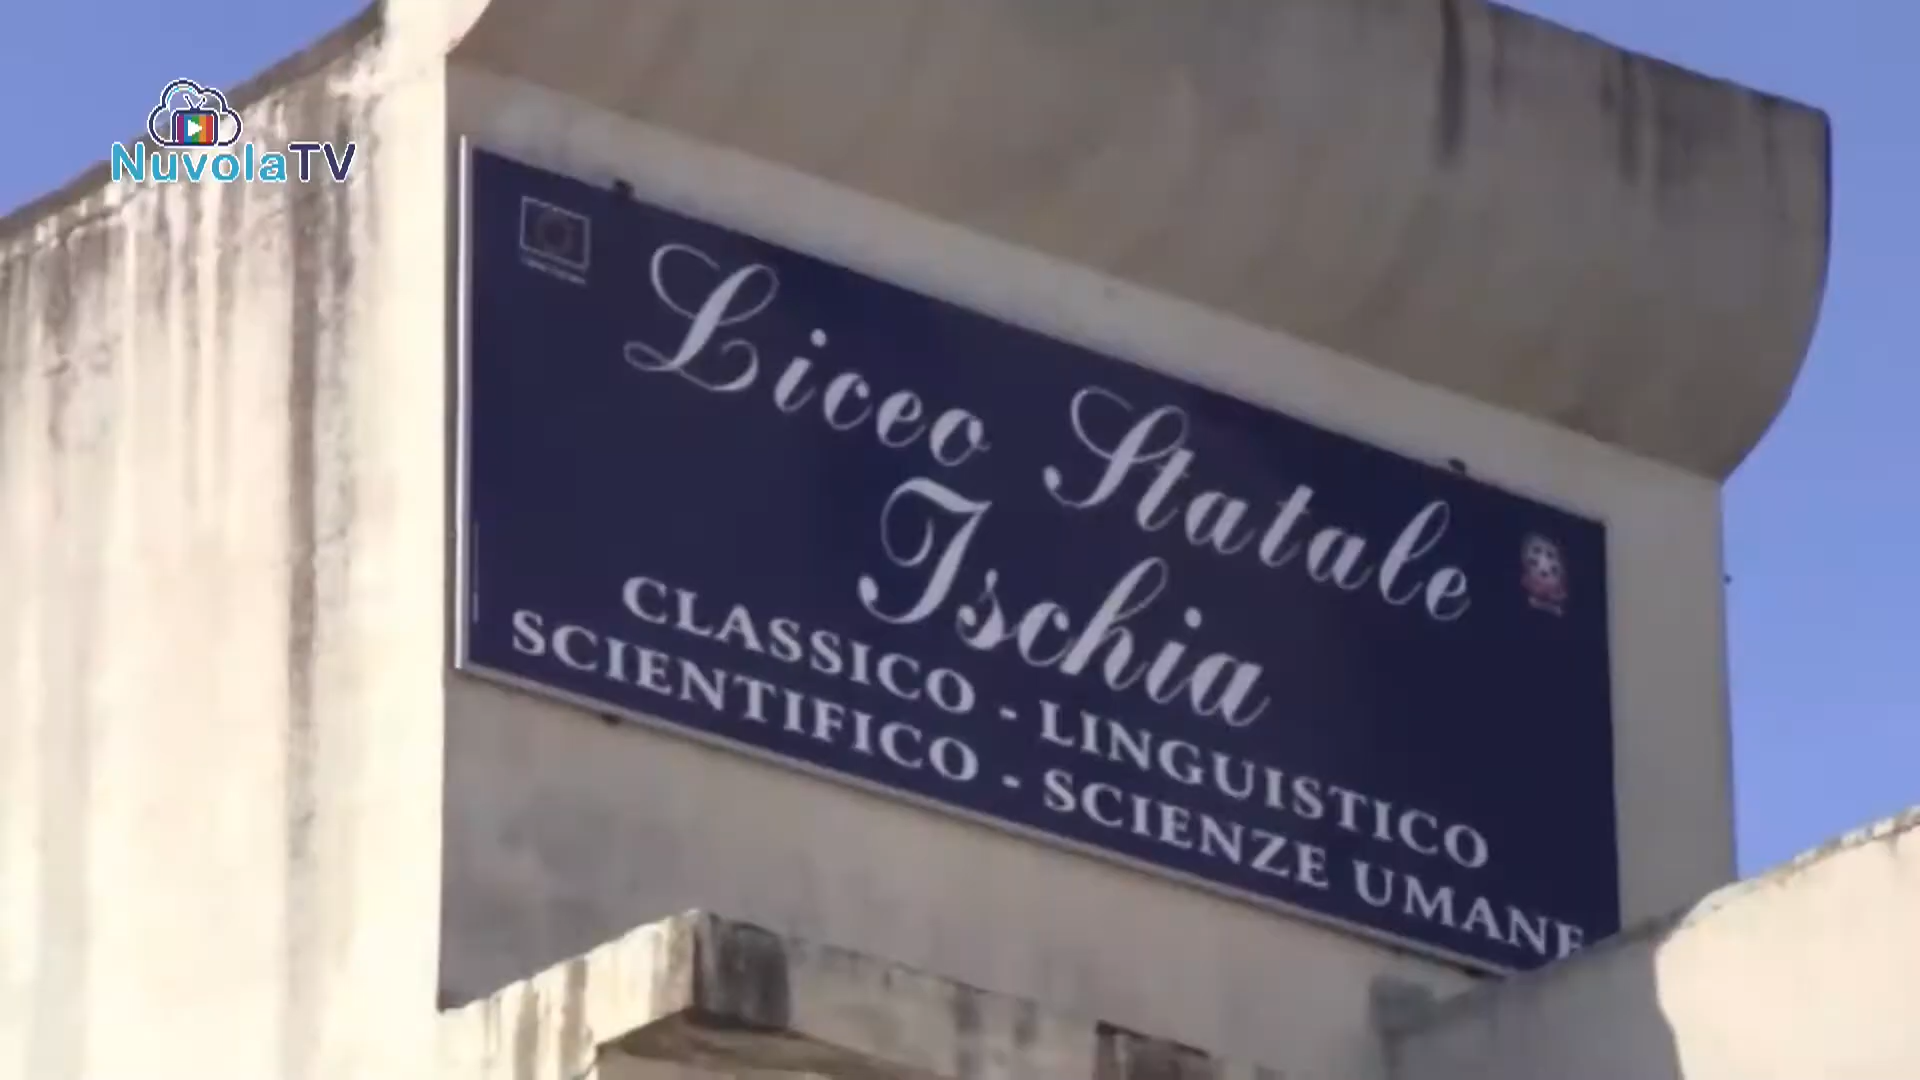 NuvolaTV
Liceo Statale
Ischia
CLASSICO - LINGUISTICO
SCIENTIFICO - SCIENZE UMANE